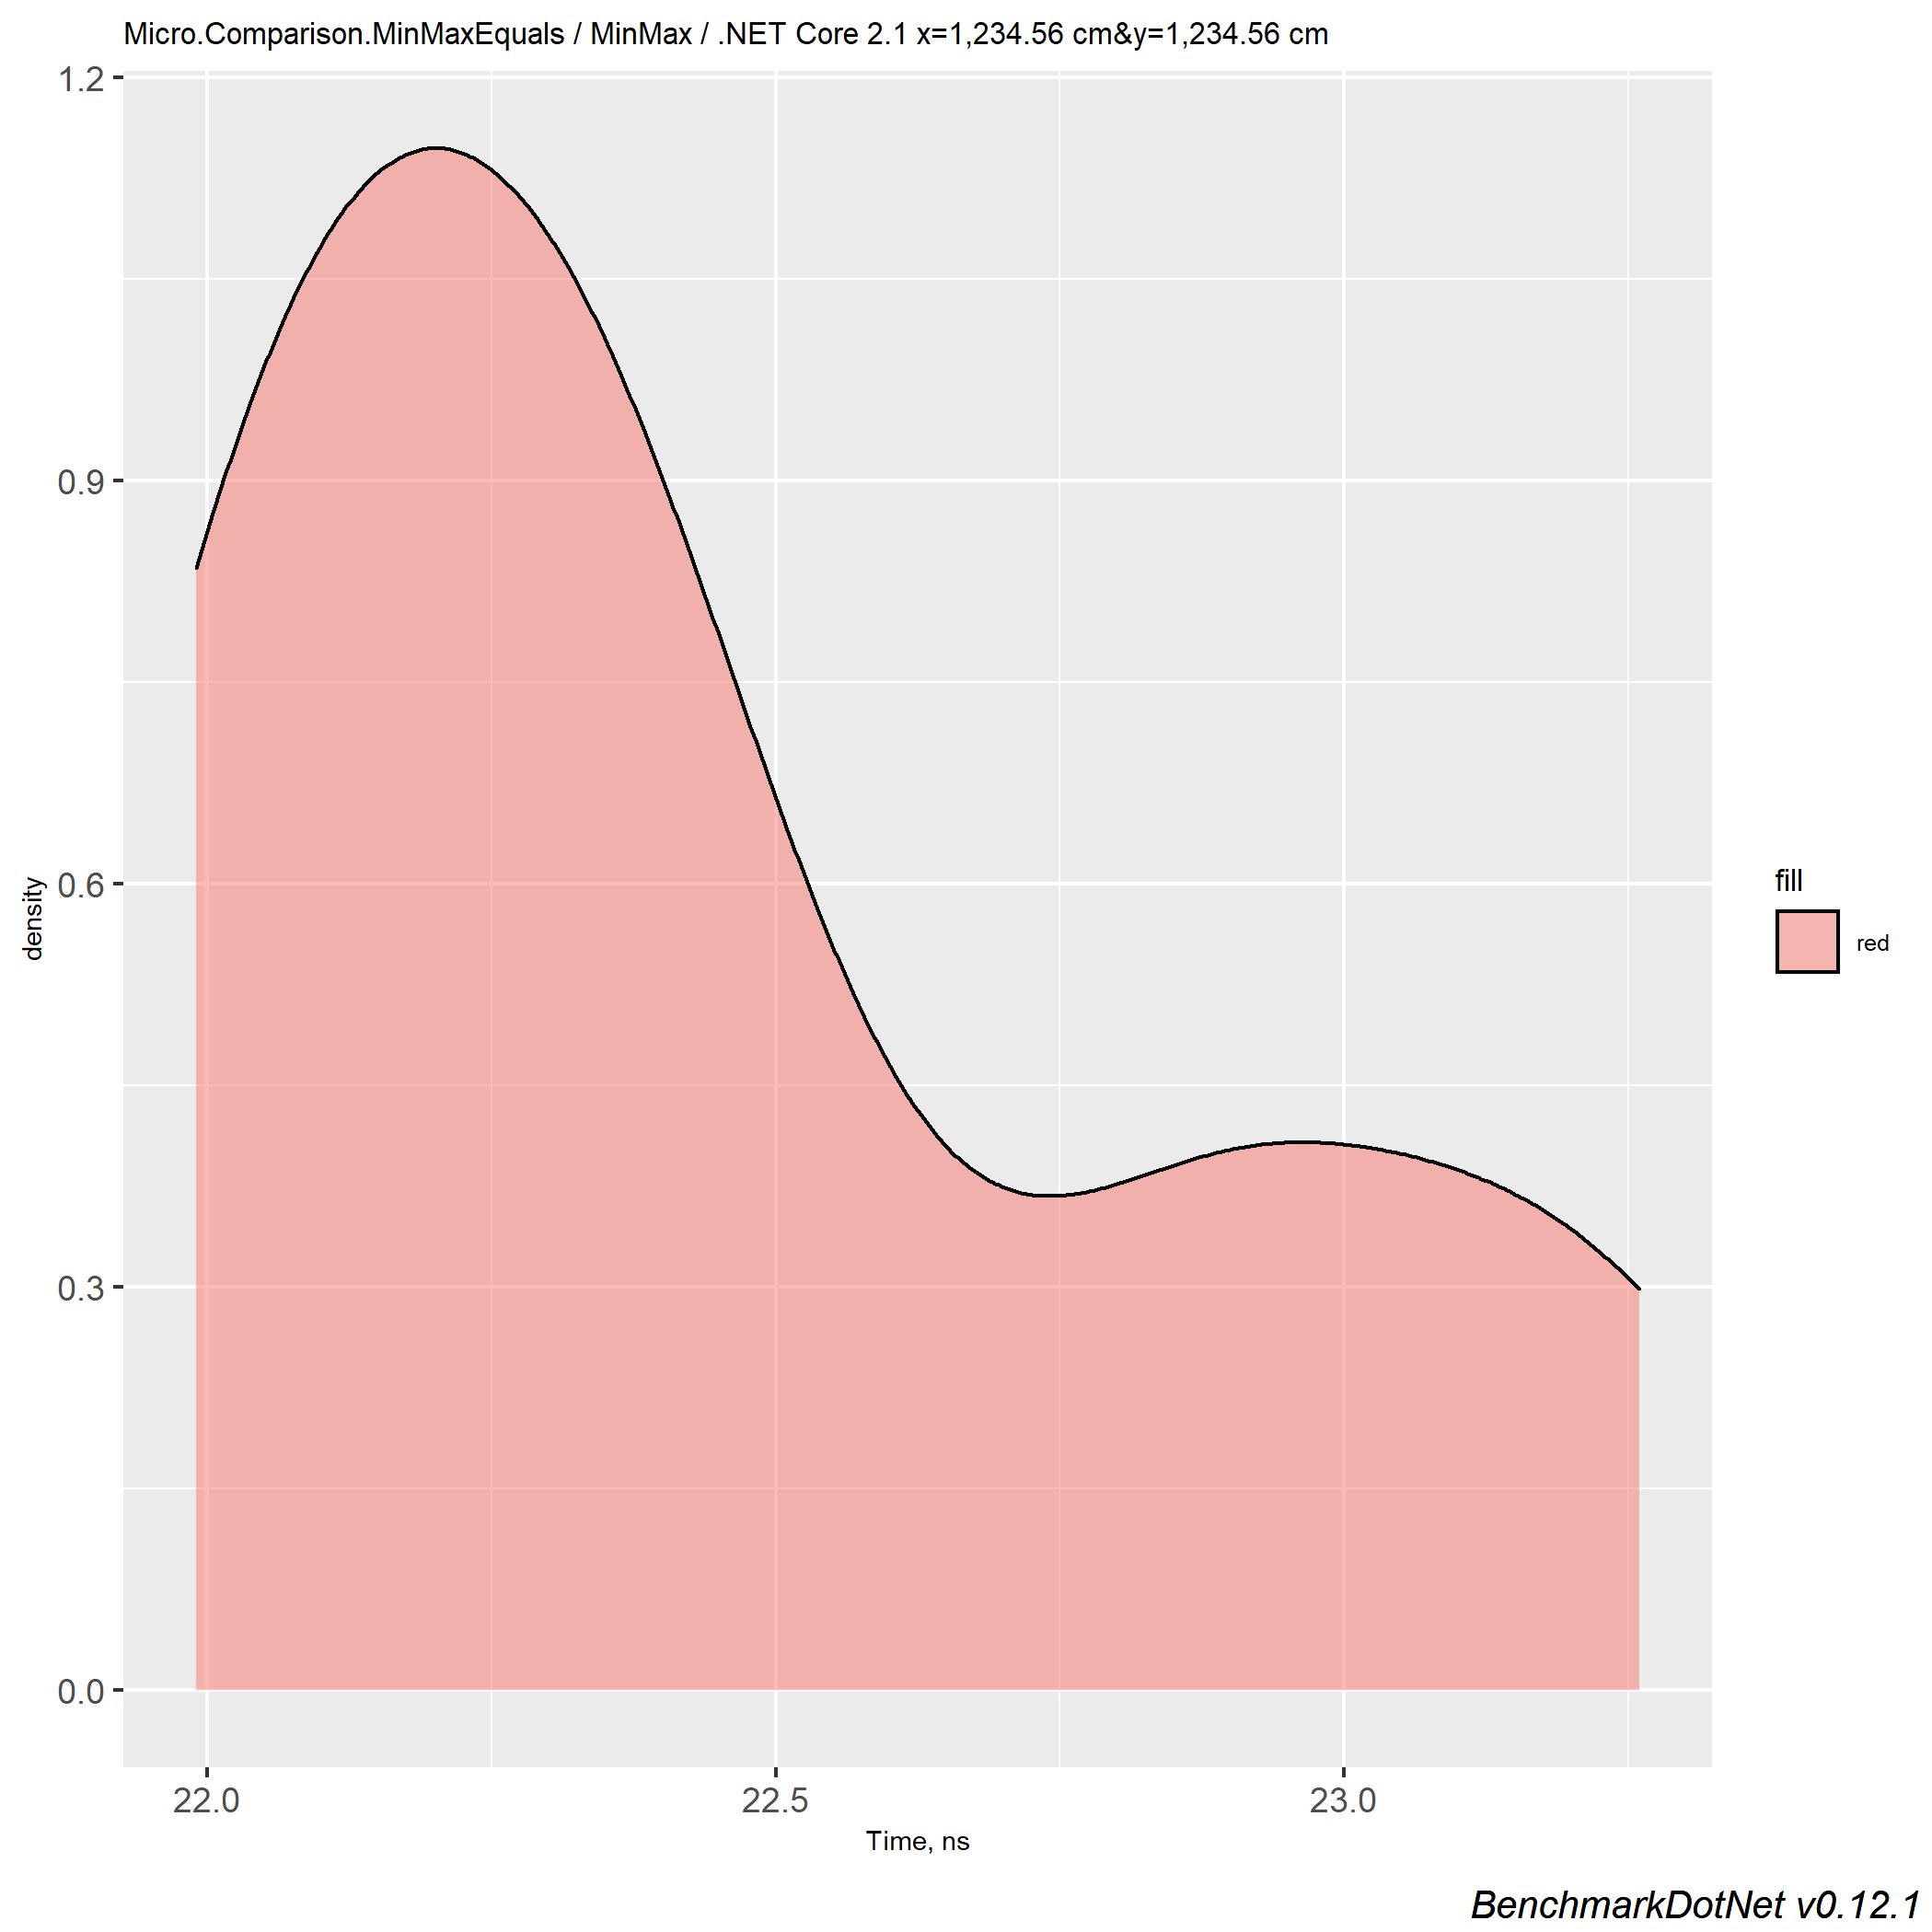 Micro.Comparison.MinMaxEquals / MinMax / .NET Core 2.1 x=1,234.56 cm&y=1,234.56 cm
1.2
0.9
0.6
0.3
0.0
density
22.0 22.5 23.0
Time, ns
fill
red
BenchmarkDotNet v0.12.1